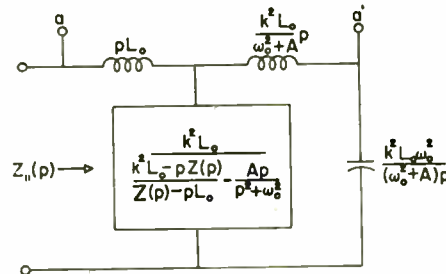 a
a'
pL₀
k²L₀
ω₀²+A p
k²L₀
k²L₀-pZ(p)
Z(p)-pL₀
- Ap
p²+ω₀²
Z₁₁(p)
k²L₀ω₀²
(ω₀²+A)p